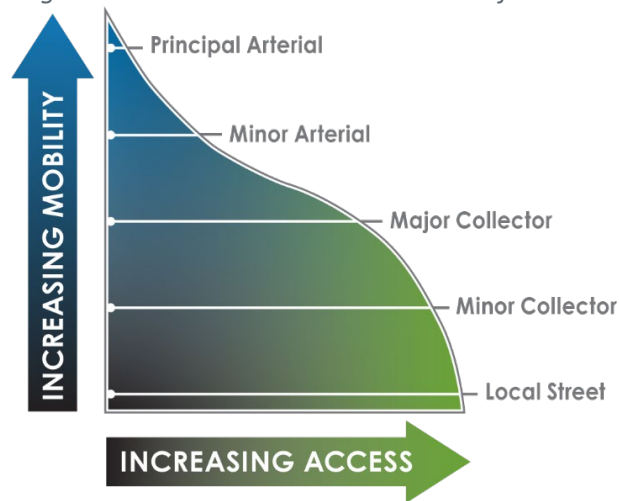 Principal Arterial
Minor Arterial
Major Collector
Minor Collector
Local Street
INCREASING MOBILITY
INCREASING ACCESS